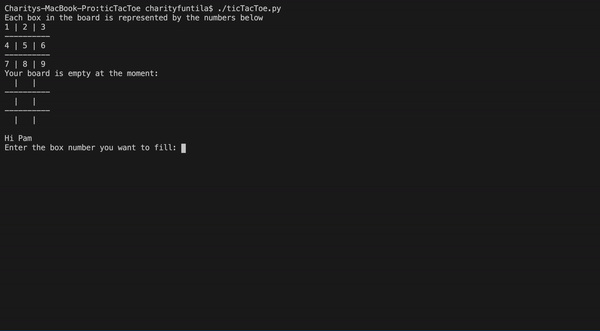 Charitys-MacBook-Pro:ticTacToe charityfuntila$ ./ticTacToe.py
Each box in the board is represented by the numbers below
1 | 2 | 3
----------
4 | 5 | 6
----------
7 | 8 | 9
Your board is empty at the moment:
  |   |
----------
  |   |
----------
  |   |
Hi Pam
Enter the box number you want to fill: